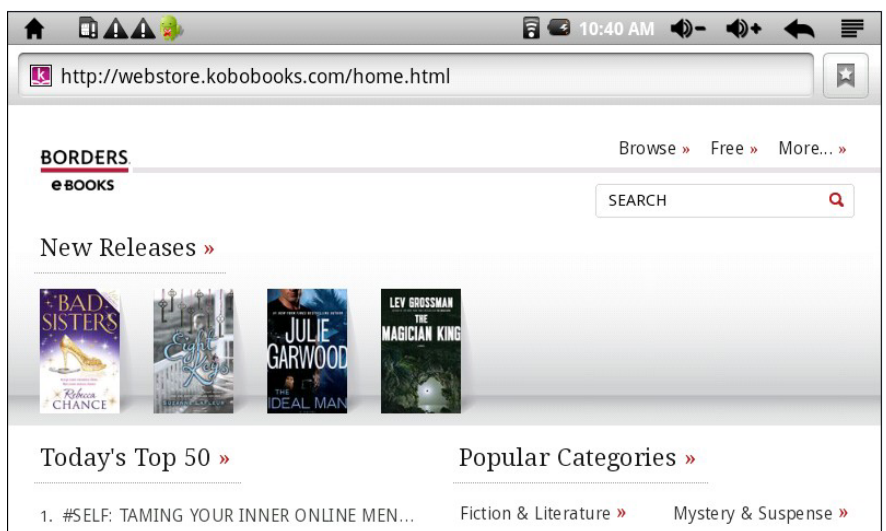 10:40 AM
http://webstore.kobobooks.com/home.html
BORDERS
eBOOKS
Browse » Free » More... »
SEARCH
New Releases »
BAD
SISTERS
Rebecca
CHANCE
Eight
Keys
JULIE
GARWOOD
THE
IDEAL MAN
LEV GROSSMAN
THE
MAGICIAN KING
Today's Top 50 »
Popular Categories »
1. #SELF: TAMING YOUR INNER ONLINE MEN...
Fiction & Literature » Mystery & Suspense »